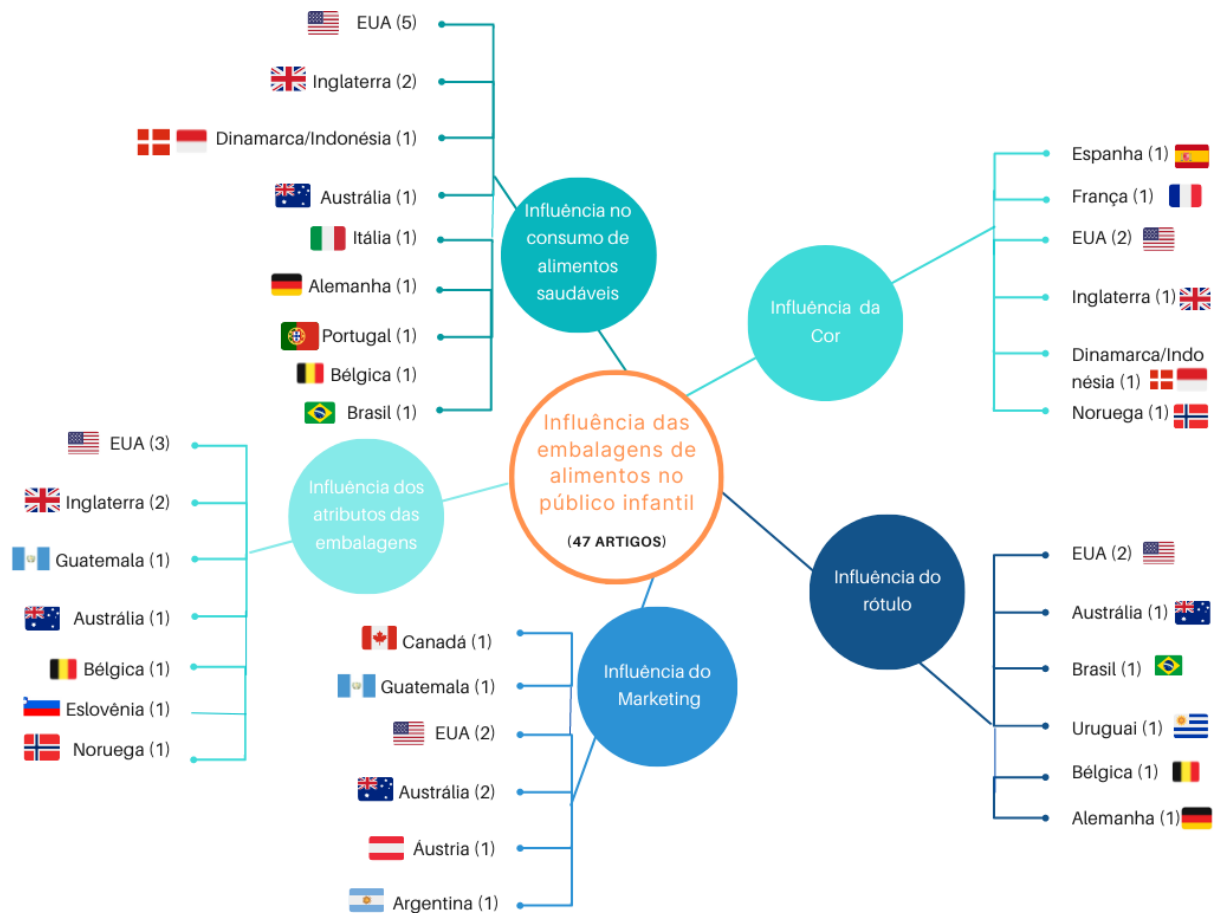 EUA (5)
Inglaterra (2)
Dinamarca/Indonésia (1)
Austrália (1)
Itália (1)
Alemanha (1)
Portugal (1)
Bélgica (1)
Brasil (1)
Influência no
consumo de
alimentos
saudáveis
Influência da
Cor
Espanha (1)
França (1)
EUA (2)
Inglaterra (1)
Dinamarca/Indo
nésia (1)
Noruega (1)
Influência das
embalagens de
alimentos no
público infantil
(47 ARTIGOS)
EUA (3)
Inglaterra (2)
Guatemala (1)
Austrália (1)
Bélgica (1)
Eslovênia (1)
Noruega (1)
Influência dos
atributos das
embalagens
Canadá (1)
Guatemala (1)
EUA (2)
Austrália (2)
Áustria (1)
Argentina (1)
Influência do
Marketing
Influência do
rótulo
EUA (2)
Austrália (1)
Brasil (1)
Uruguai (1)
Bélgica (1)
Alemanha (1)